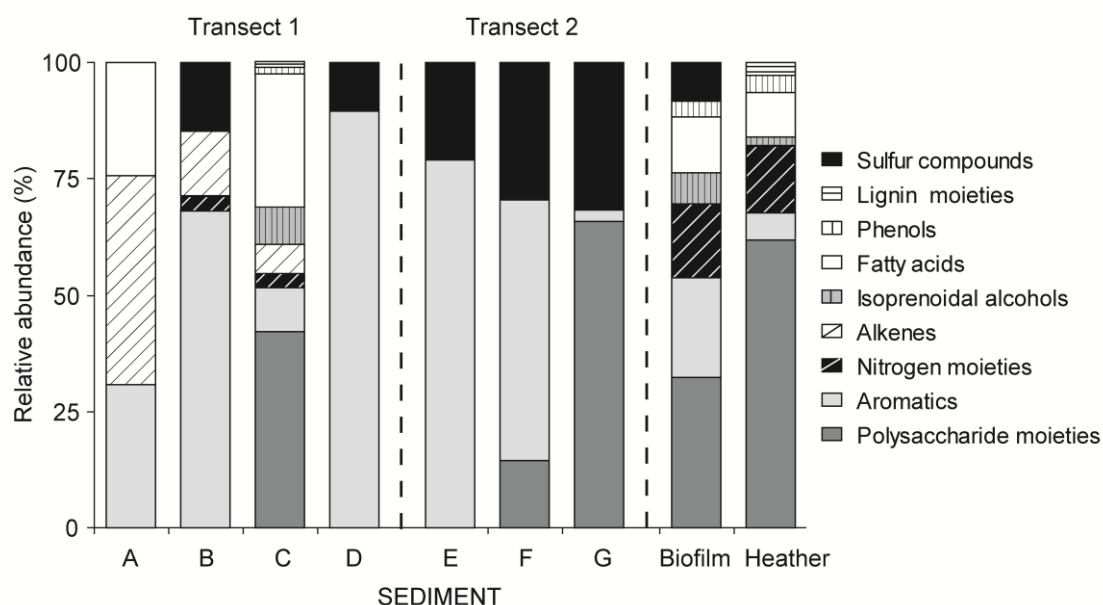 Transect 1
Transect 2
Relative abundance (%)
100
75
50
25
0
Sulfur compounds
Lignin moieties
Phenols
Fatty acids
Isoprenoidal alcohols
Alkenes
Nitrogen moieties
Aromatics
Polysaccharide moieties
A B C D E F G Biofilm Heather
SEDIMENT